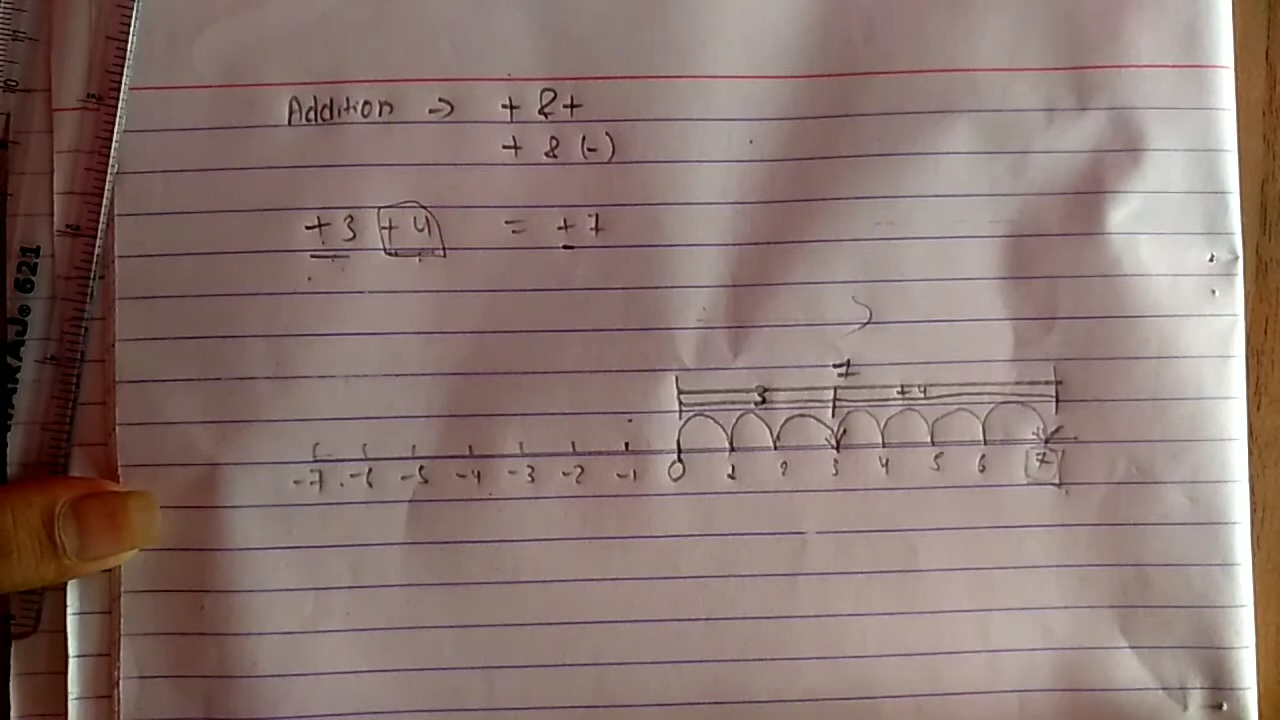 Addition → + & +
+ & (-)
+3 +4 = +7
7
3 +4
-7 -6 -5 -4 -3 -2 -1 0 1 2 3 4 5 6 7
621